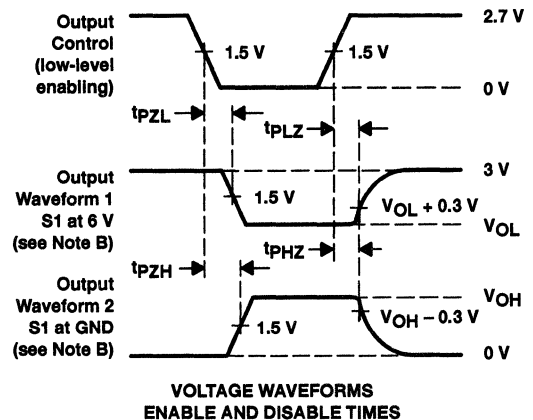 Output
Control
(low-level
enabling)
2.7 V
1.5 V
1.5 V
0 V
tPZL
tPLZ
Output
Waveform 1
S1 at 6 V
(see Note B)
3 V
1.5 V
VOL + 0.3 V
VOL
tPHZ
tPZH
Output
Waveform 2
S1 at GND
(see Note B)
VOH
1.5 V
VOH – 0.3 V
0 V
VOLTAGE WAVEFORMS
ENABLE AND DISABLE TIMES